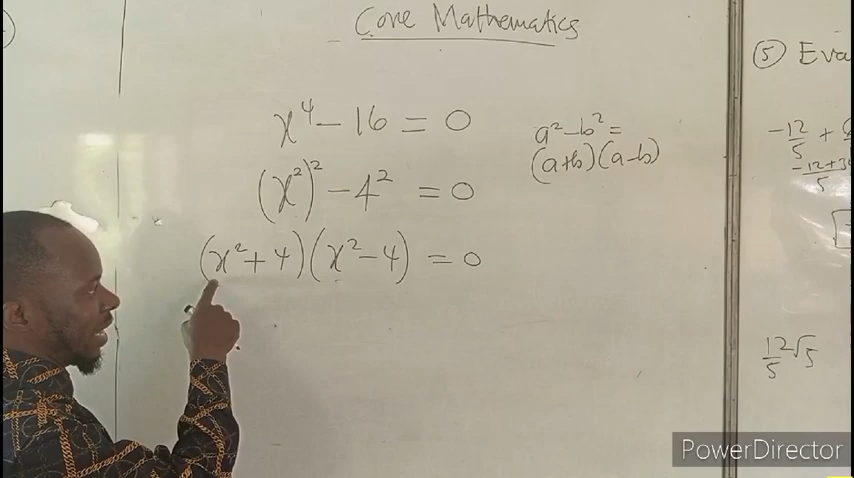 Core Mathematics
x⁴ - 16 = 0
(x²)² - 4² = 0
(x² + 4)(x² - 4) = 0
a² - b² =
(a+b)(a-b)
⑤ Eva
-12/5 +
-12+3
5
12/5 √5
PowerDirector